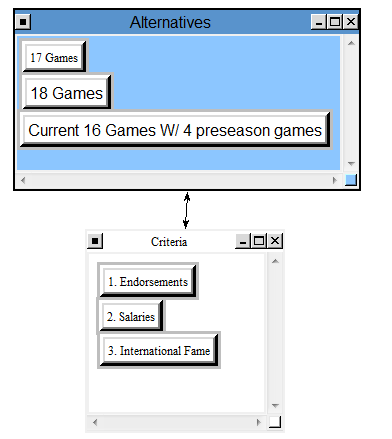 Alternatives
17 Games
18 Games
Current 16 Games W/ 4 preseason games
Criteria
1. Endorsements
2. Salaries
3. International Fame